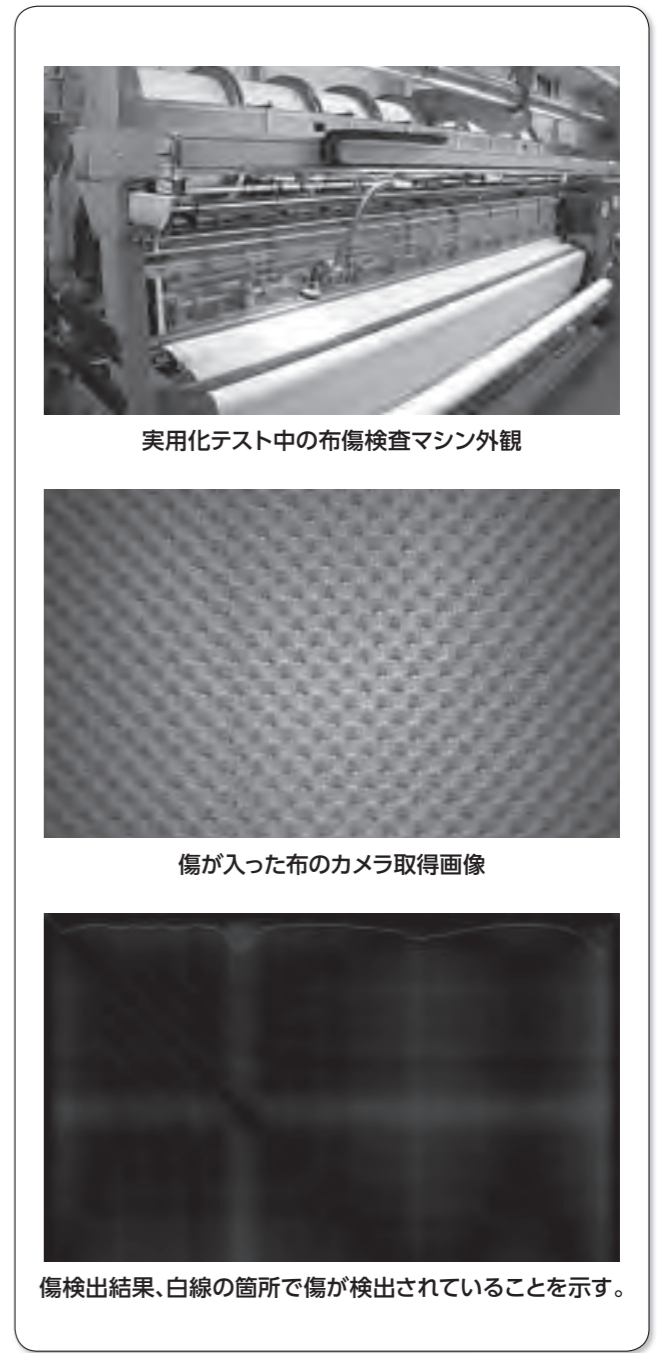 実用化テスト中の布傷検査マシン外観
傷が入った布のカメラ取得画像
傷検出結果、白線の箇所で傷が検出されていることを示す。